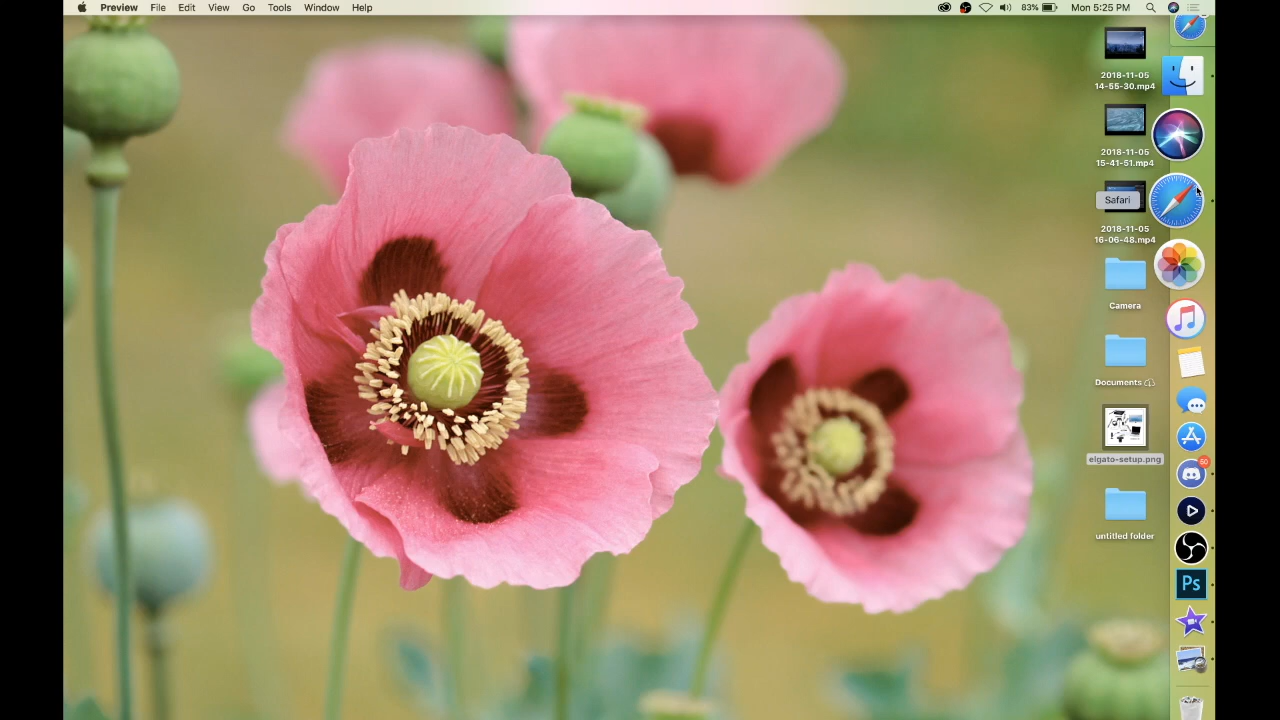 Preview File Edit View Go Tools Window Help
83% Mon 5:25 PM
2018-11-05
14-55-30.mp4
2018-11-05
15-41-51.mp4
Safari
2018-11-05
16-06-48.mp4
Camera
Documents
elgato-setup.png
untitled folder
Ps